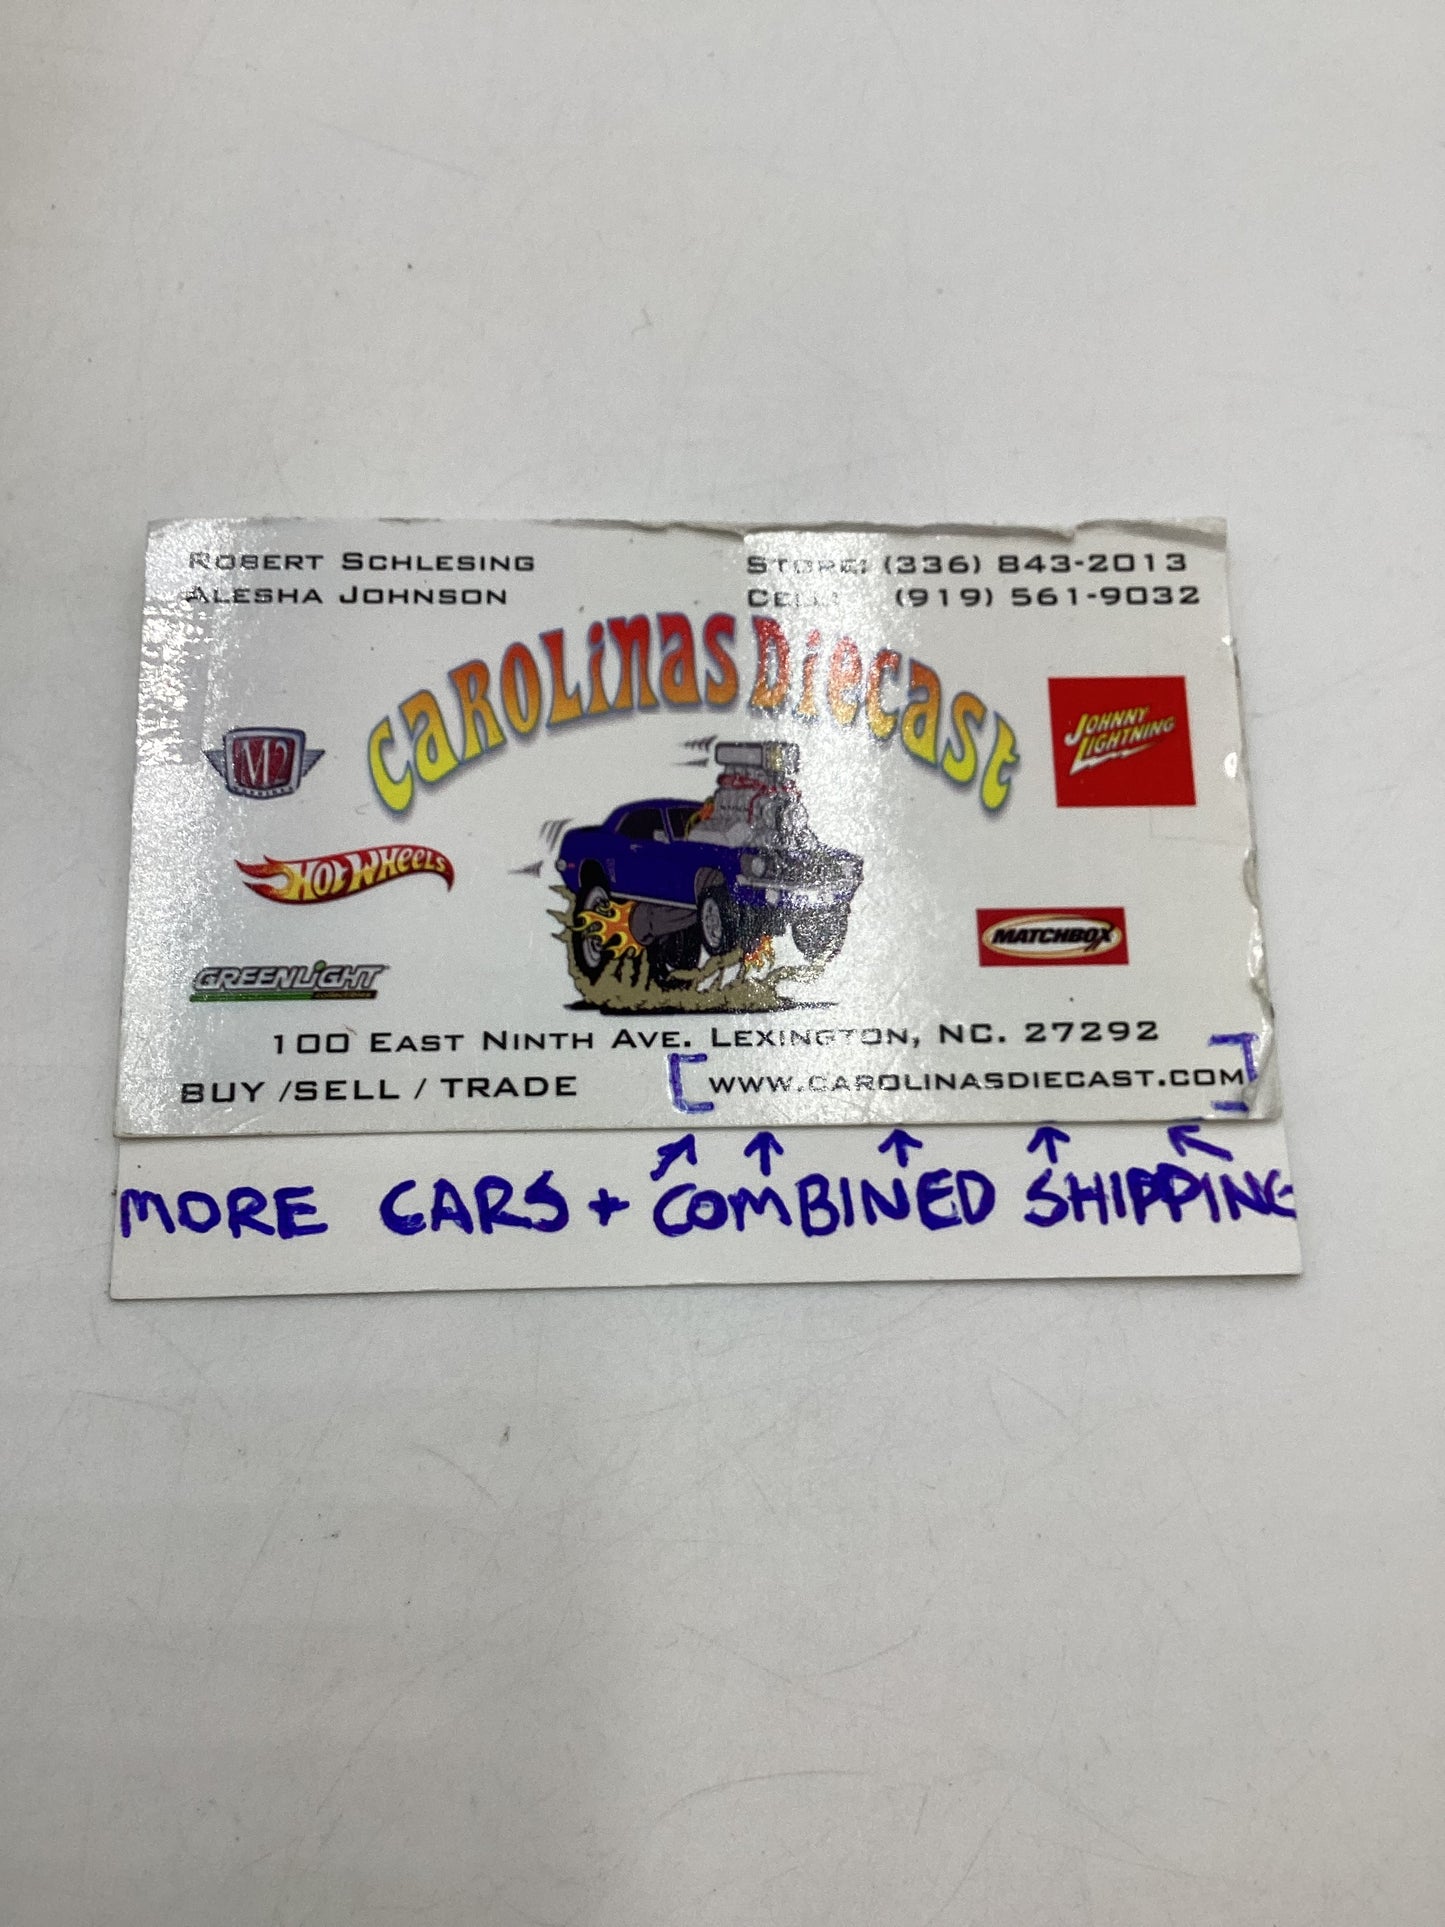 ROBERT SCHLESING
ALESHA JOHNSON
STORE: (336) 843-2013
CELL: (919) 561-9032
CAROLINAS DIECAST
M2
JOHNNY
LIGHTNING
HOT WHEELS
MATCHBOX
GREENLIGHT
100 EAST NINTH AVE. LEXINGTON, NC. 27292
BUY /SELL / TRADE
WWW.CAROLINASDIECAST.COM
MORE CARS + COMBINED SHIPPING